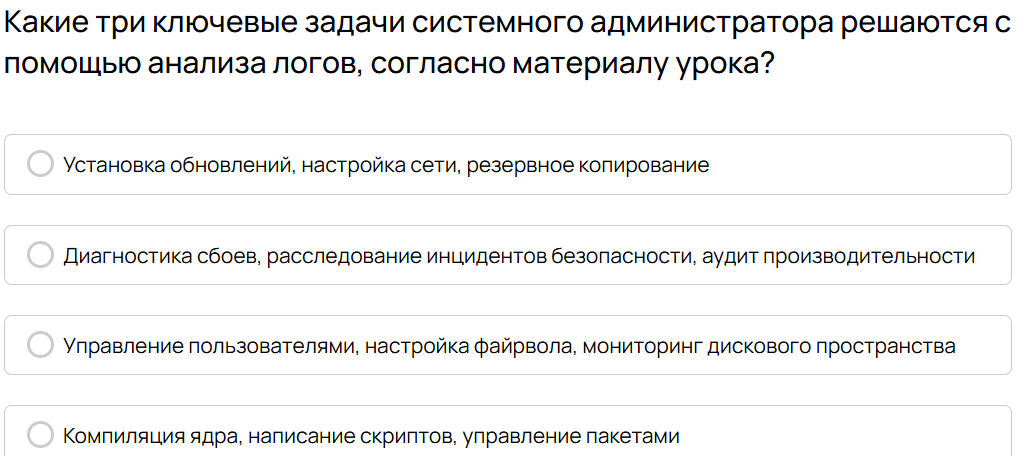 Какие три ключевые задачи системного администратора решаются с
помощью анализа логов, согласно материалу урока?
Установка обновлений, настройка сети, резервное копирование
Диагностика сбоев, расследование инцидентов безопасности, аудит производительности
Управление пользователями, настройка файрвола, мониторинг дискового пространства
Компиляция ядра, написание скриптов, управление пакетами